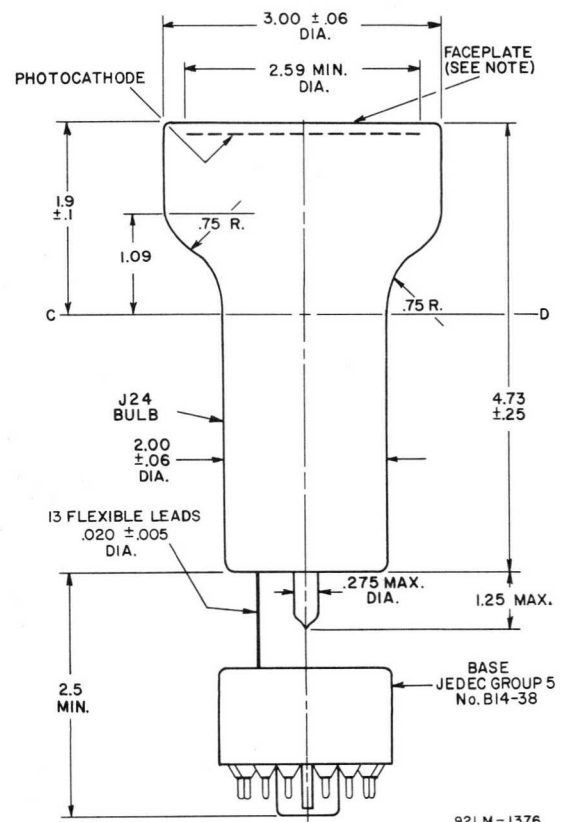 3.00 ±.06
DIA.
FACEPLATE
(SEE NOTE)
PHOTOCATHODE
2.59 MIN.
DIA.
1.9
±.1
.75 R.
1.09
C
D
.75 R.
J24
BULB
4.73
±.25
2.00
±.06
DIA.
13 FLEXIBLE LEADS
.020 ±.005
DIA.
.275 MAX.
DIA.
1.25 MAX.
2.5
MIN.
BASE
JEDEC GROUP 5
No. B14-38
92LM-1376